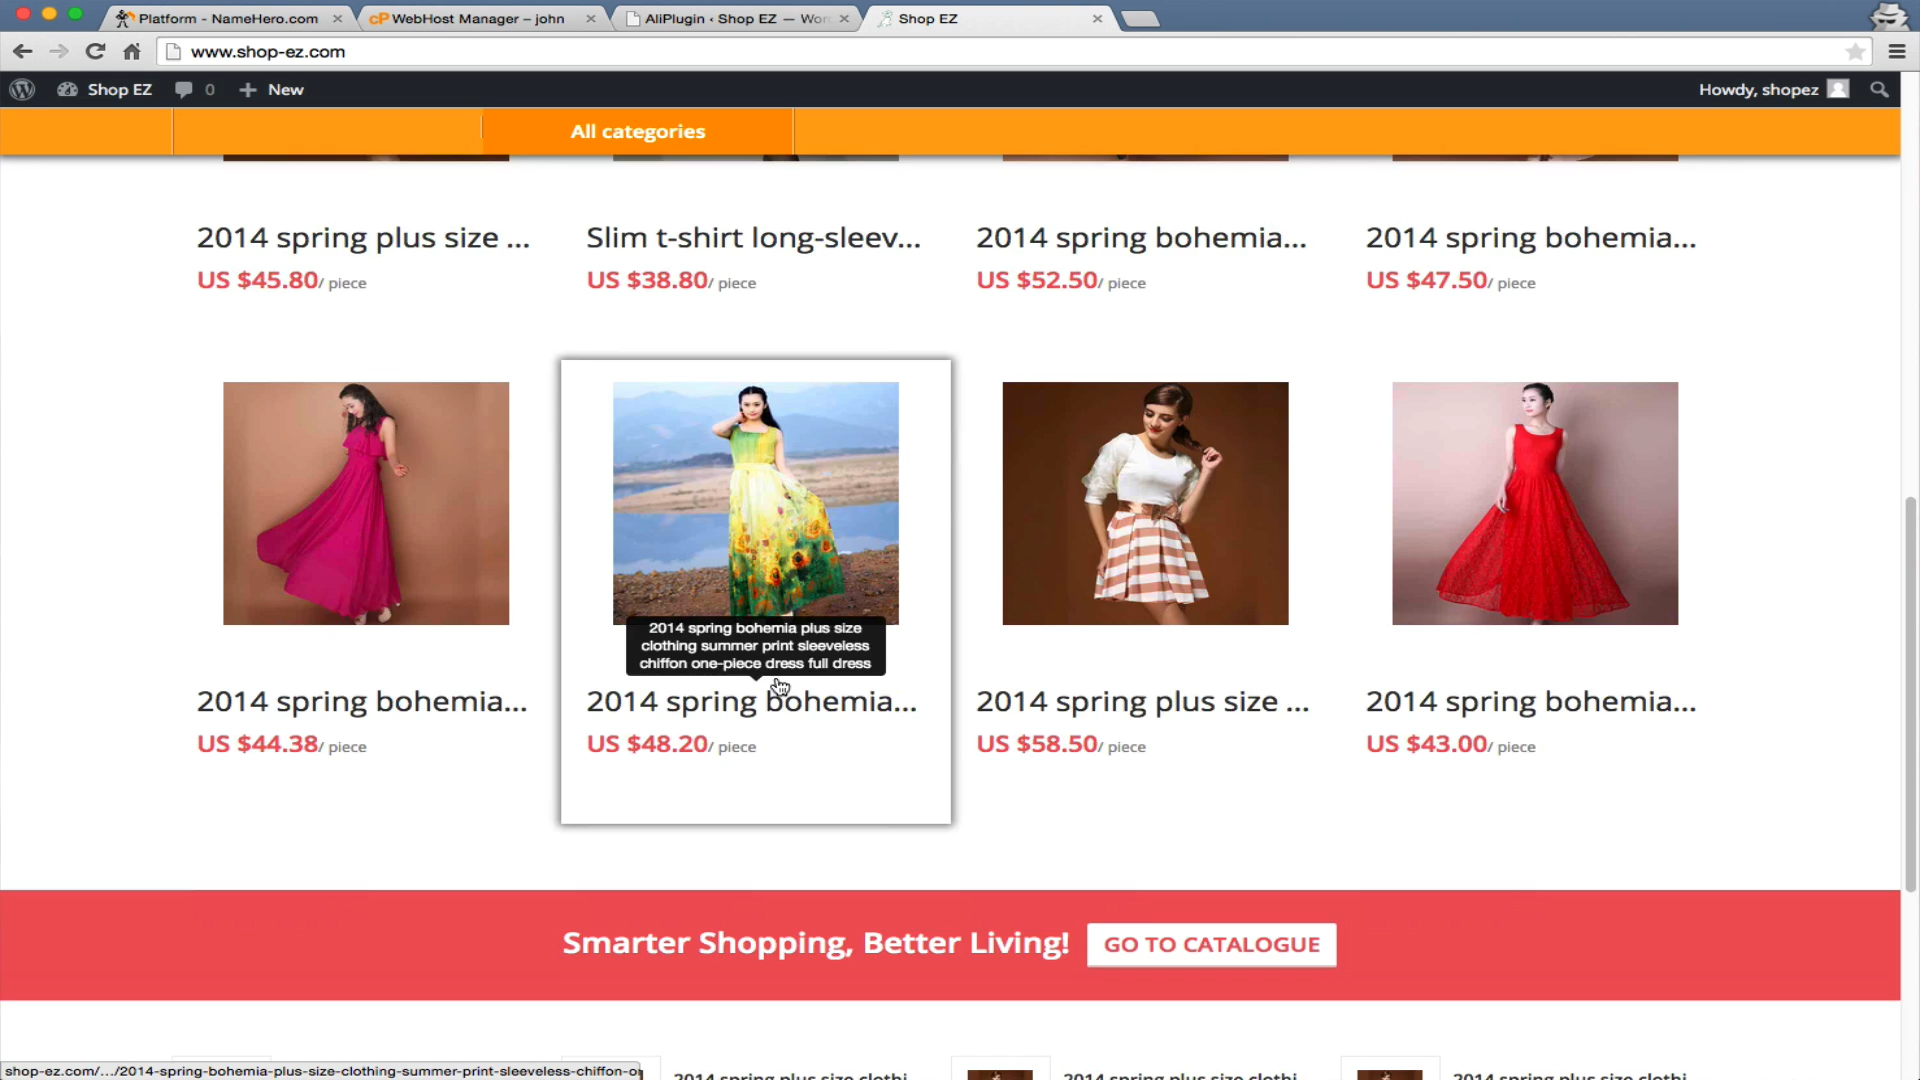 Platform - NameHero.com
cP WebHost Manager – john
AliPlugin ‹ Shop EZ — Wor
Shop EZ
www.shop-ez.com
Shop EZ
0
New
Howdy, shopez
All categories
2014 spring plus size ...
Slim t-shirt long-sleev...
2014 spring bohemia...
2014 spring bohemia...
US $45.80/ piece
US $38.80/ piece
US $52.50/ piece
US $47.50/ piece
2014 spring bohemia plus size
clothing summer print sleeveless
chiffon one-piece dress full dress
2014 spring bohemia...
2014 spring bohemia...
2014 spring plus size ...
2014 spring bohemia...
US $44.38/ piece
US $48.20/ piece
US $58.50/ piece
US $43.00/ piece
Smarter Shopping, Better Living!
GO TO CATALOGUE
shop-ez.com/.../2014-spring-bohemia-plus-size-clothing-summer-print-sleeveless-chiffon-o
2014 spring plus size clothi
2014 spring plus size clothi
2014 spring plus size clothi